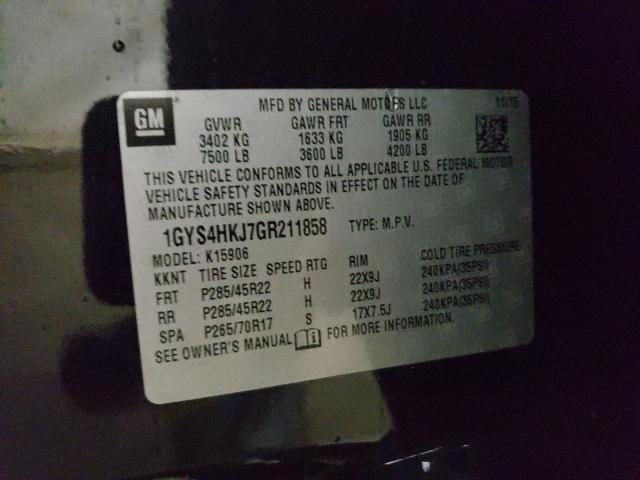 GM MFD BY GENERAL MOTORS LLC 11/15
GVWR GAWR FRT GAWR RR
3402 KG 1633 KG 1905 KG
7500 LB 3600 LB 4200 LB
THIS VEHICLE CONFORMS TO ALL APPLICABLE U.S. FEDERAL MOTOR
VEHICLE SAFETY STANDARDS IN EFFECT ON THE DATE OF
MANUFACTURE SHOWN ABOVE.
1GYS4HKJ7GR211858 TYPE: M.P.V.
MODEL: K15906
KKNT TIRE SIZE SPEED RTG RIM COLD TIRE PRESSURE
FRT P285/45R22 H 22X9J 240KPA(35PSI)
RR P285/45R22 H 22X9J 240KPA(35PSI)
SPA P265/70R17 S 17X7.5J 240KPA(35PSI)
SEE OWNER'S MANUAL FOR MORE INFORMATION.